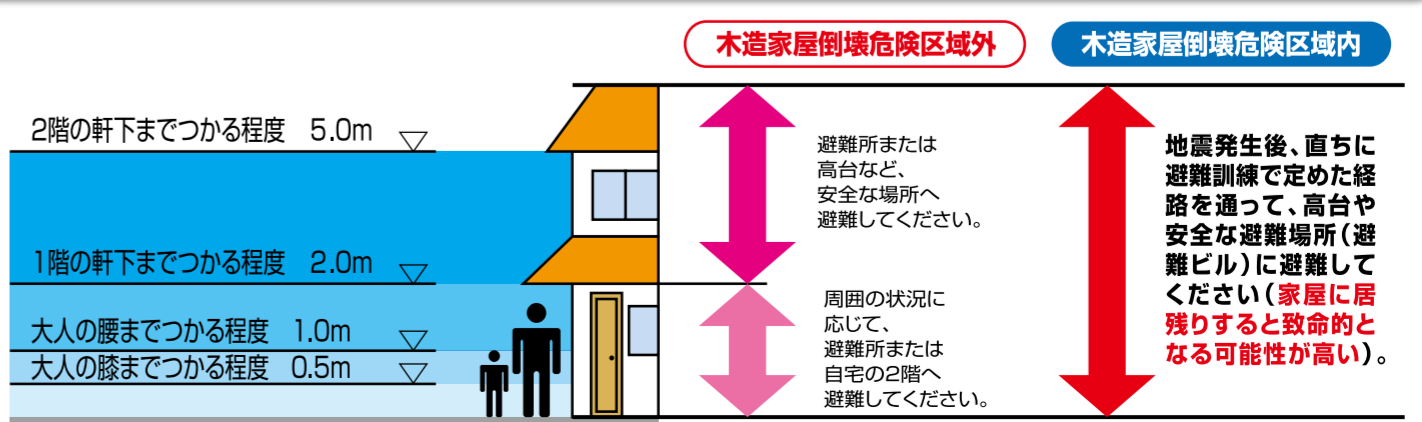 木造家屋倒壊危険区域外
木造家屋倒壊危険区域内
2階の軒下までつかる程度 5.0m
1階の軒下までつかる程度 2.0m
大人の腰までつかる程度 1.0m
大人の膝までつかる程度 0.5m
避難所または
高台など、
安全な場所へ
避難してください。
周囲の状況に
応じて、
避難所または
自宅の2階へ
避難してください。
地震発生後、直ちに
避難訓練で定めた経
路を通って、高台や
安全な避難場所(避
難ビル)に避難して
ください(家屋に居
残りすると致命的と
なる可能性が高い)。